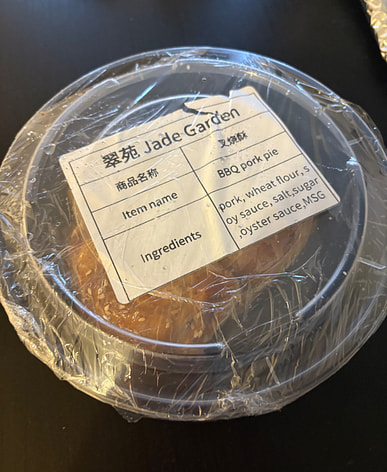 翠苑 Jade Garden
商品名称 叉烧酥
Item name BBQ pork pie
Ingredients pork, wheat flour, s
oy sauce, salt,sugar
,oyster sauce,MSG